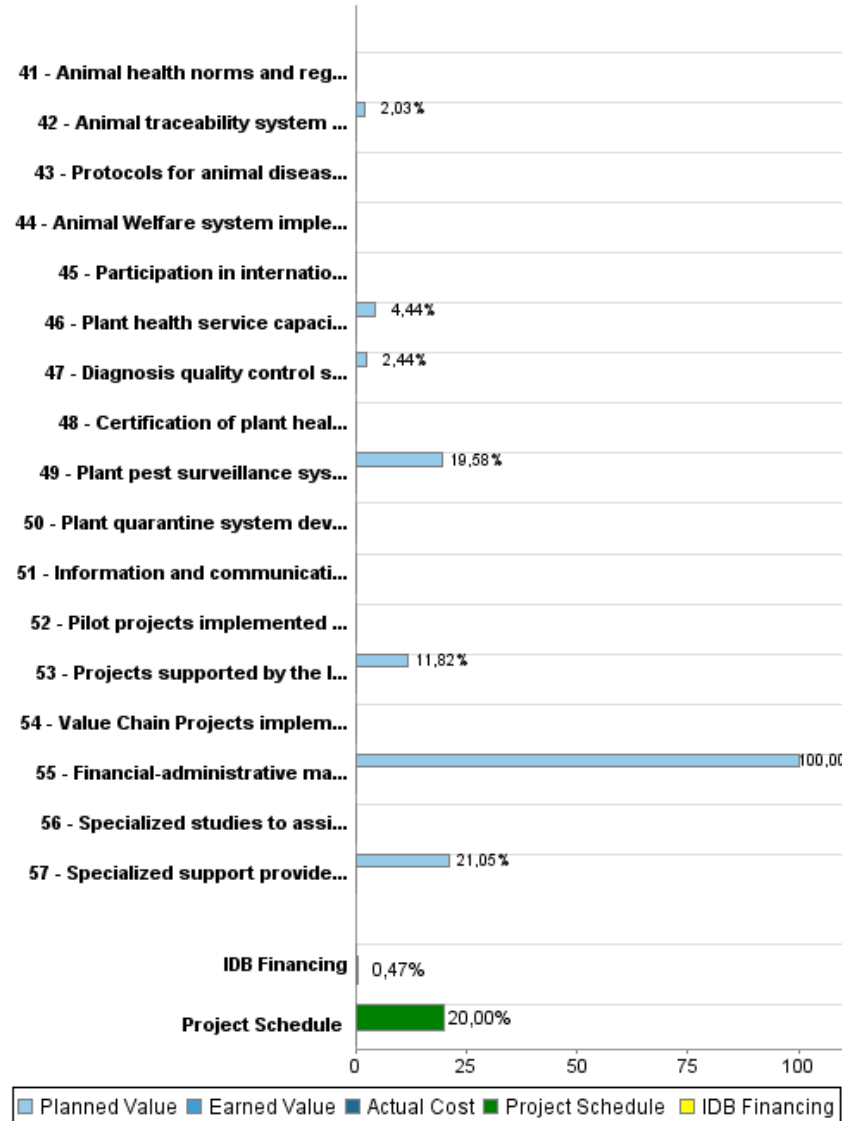 41 - Animal health norms and reg...
42 - Animal traceability system ... 2,03%
43 - Protocols for animal diseas...
44 - Animal Welfare system imple...
45 - Participation in internatio...
46 - Plant health service capaci... 4,44%
47 - Diagnosis quality control s... 2,44%
48 - Certification of plant heal...
49 - Plant pest surveillance sys... 19,58%
50 - Plant quarantine system dev...
51 - Information and communicati...
52 - Pilot projects implemented ...
53 - Projects supported by the I... 11,82%
54 - Value Chain Projects implem...
55 - Financial-administrative ma... 100,00
56 - Specialized studies to assi...
57 - Specialized support provide... 21,05%
IDB Financing 0,47%
Project Schedule 20,00%
0 25 50 75 100
Planned Value Earned Value Actual Cost Project Schedule IDB Financing